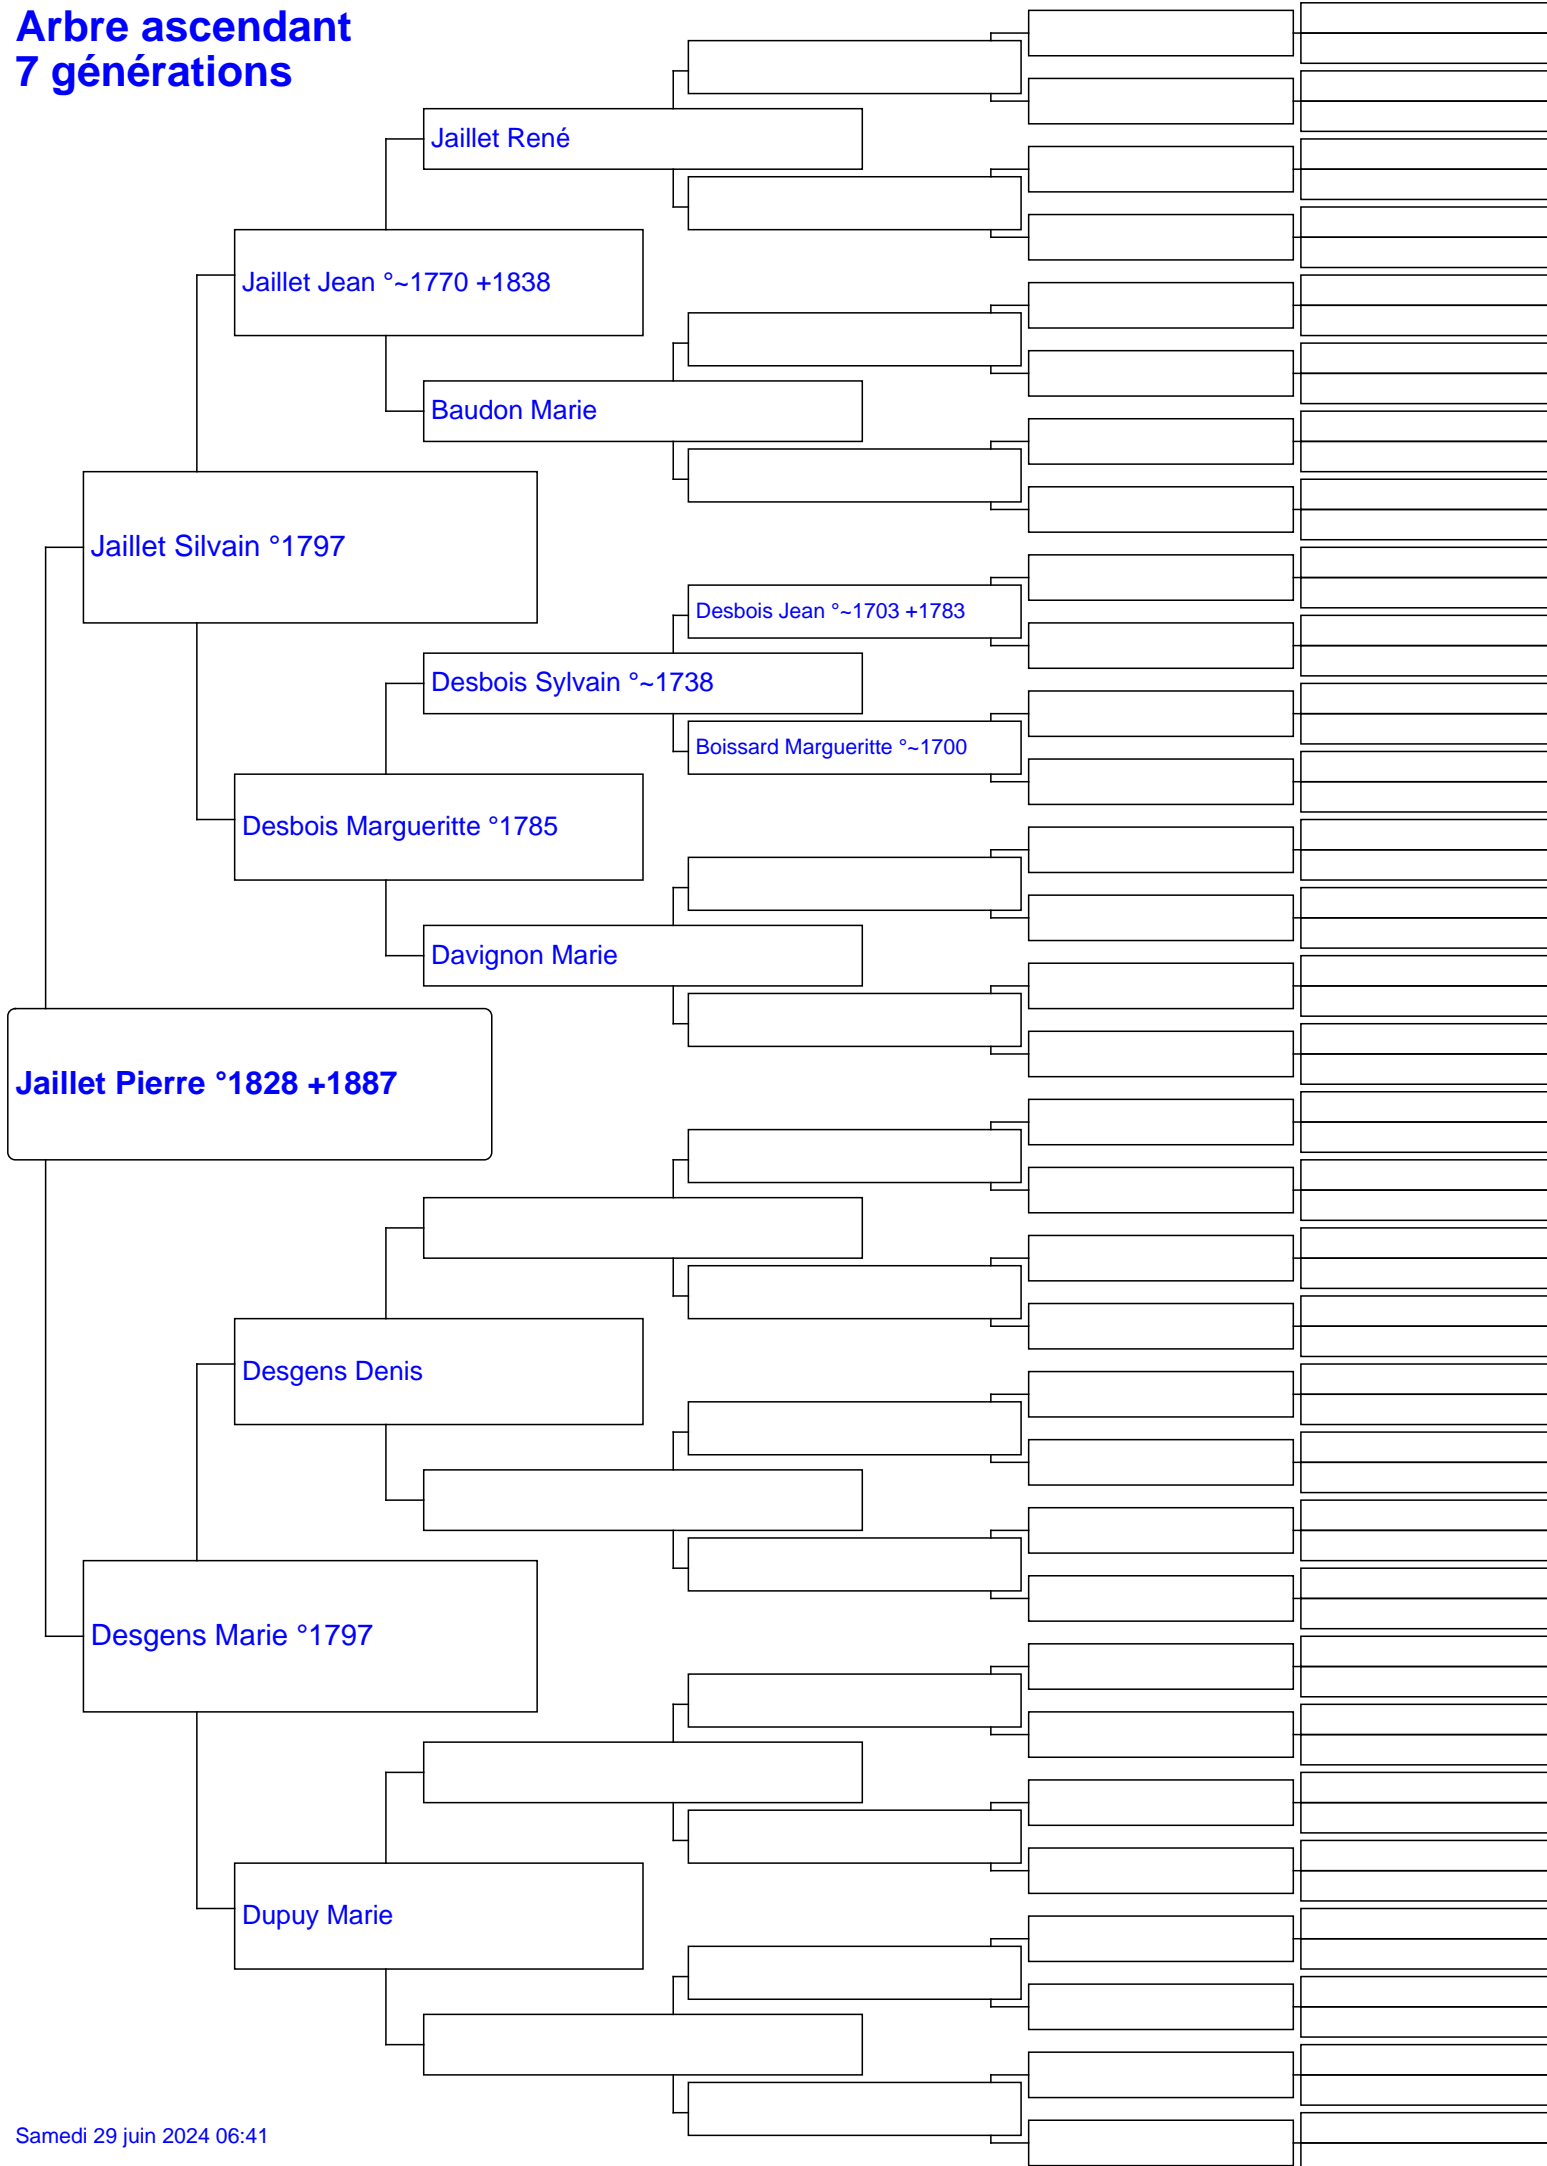 Arbre ascendant
7 générations
Jaillet René
Jaillet Jean °~1770 +1838
Baudon Marie
Jaillet Silvain °1797
Desbois Jean °~1703 +1783
Desbois Sylvain °~1738
Boissard Margueritte °~1700
Desbois Margueritte °1785
Davignon Marie
Jaillet Pierre °1828 +1887
Desgens Denis
Desgens Marie °1797
Dupuy Marie
Samedi 29 juin 2024 06:41